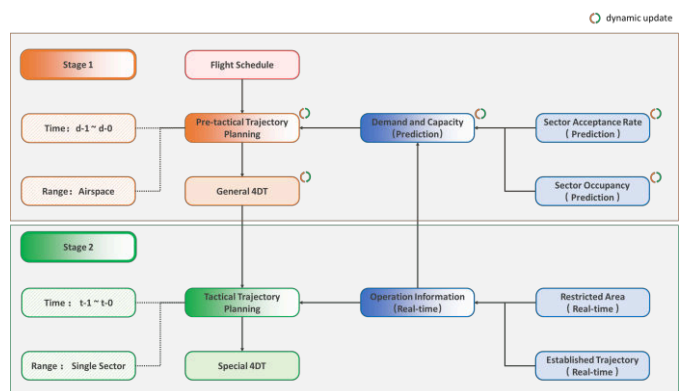 dynamic update
Stage 1
Flight Schedule
Time：d-1 ~ d-0
Pre-tactical Trajectory
Planning
Demand and Capacity
(Prediction)
Sector Acceptance Rate
( Prediction )
Range：Airspace
General 4DT
Sector Occupancy
( Prediction )
Stage 2
Time： t-1 ~ t-0
Tactical Trajectory
Planning
Operation Information
(Real-time)
Restricted Area
( Real-time )
Range： Single Sector
Special 4DT
Established Trajectory
( Real-time )